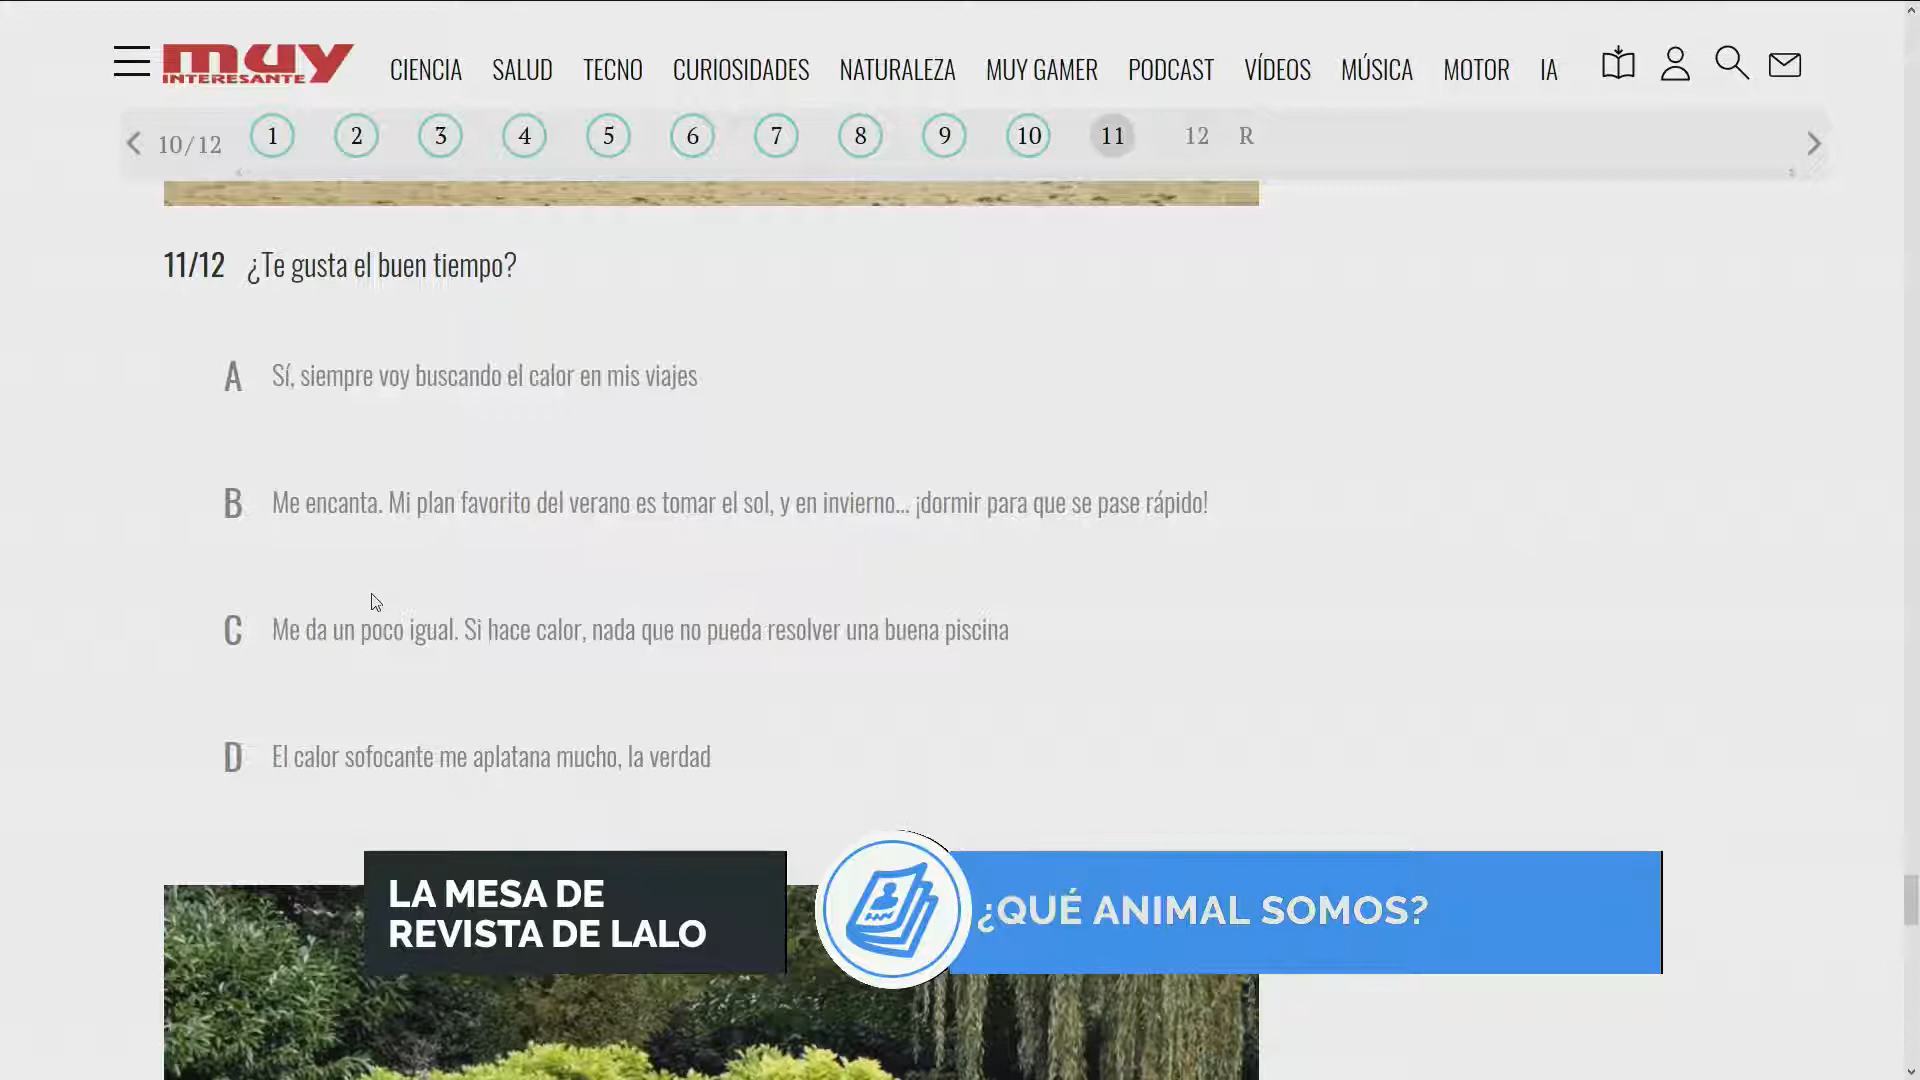 muy
INTERESANTE
CIENCIA SALUD TECNO CURIOSIDADES NATURALEZA MUY GAMER PODCAST VÍDEOS MÚSICA MOTOR IA
10/12 1 2 3 4 5 6 7 8 9 10 11 12 R
11/12 ¿Te gusta el buen tiempo?
A Sí, siempre voy buscando el calor en mis viajes
B Me encanta. Mi plan favorito del verano es tomar el sol, y en invierno... ¡dormir para que se pase rápido!
C Me da un poco igual. Si hace calor, nada que no pueda resolver una buena piscina
D El calor sofocante me aplatana mucho, la verdad
LA MESA DE
REVISTA DE LALO
¿QUÉ ANIMAL SOMOS?